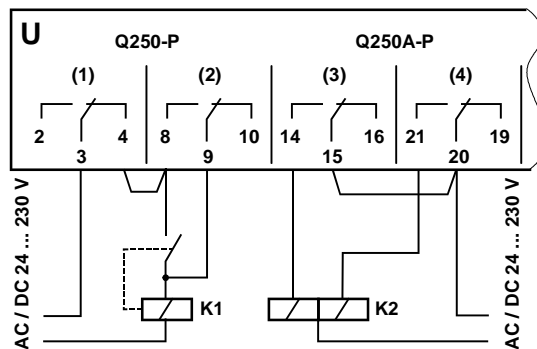 U
Q250-P Q250A-P
(1) (2) (3) (4)
2 4 8 10 14 16 21 19
3 9 15 20
AC / DC 24 ... 230 V
AC / DC 24 ... 230 V
K1 K2